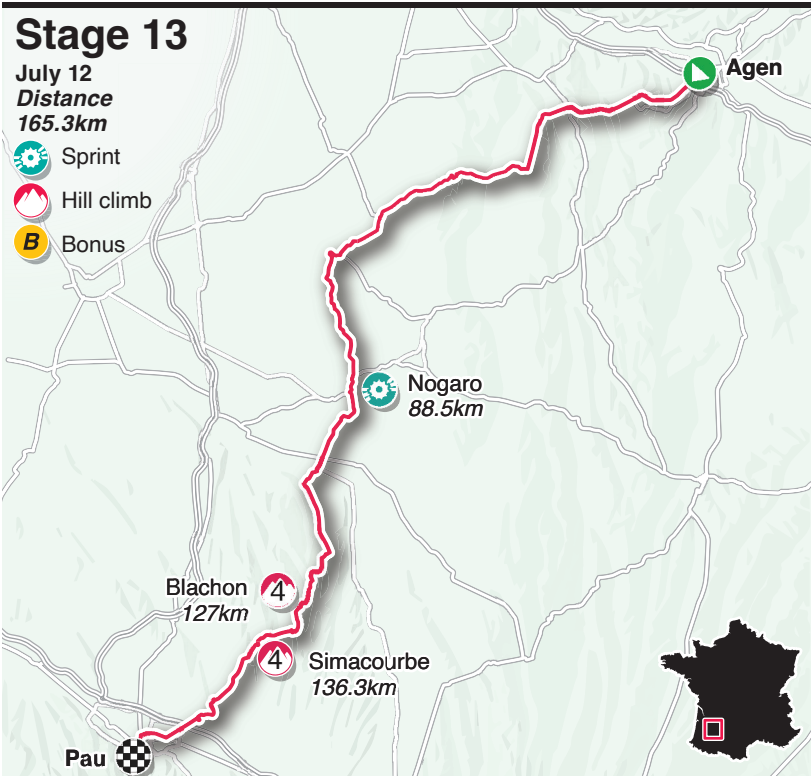 Stage 13
July 12
Distance
165.3km
Sprint
Hill climb
B Bonus
Agen
Nogaro
88.5km
Blachon
127km
4
4
Simacourbe
136.3km
Pau